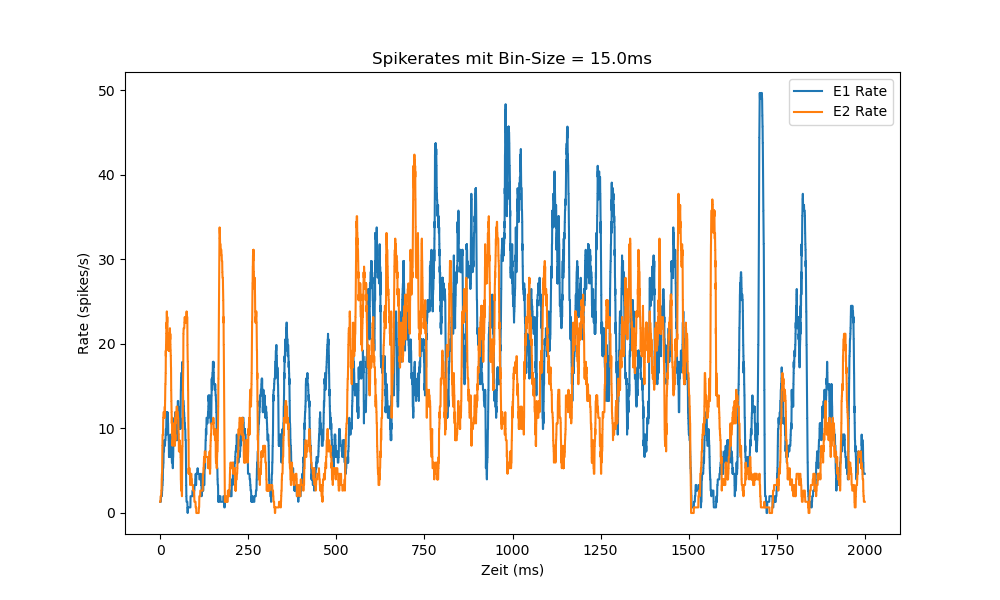 Spikerates mit Bin-Size = 15.0ms
E1 Rate
E2 Rate
Rate (spikes/s)
50
40
30
20
10
0
0 250 500 750 1000 1250 1500 1750 2000
Zeit (ms)